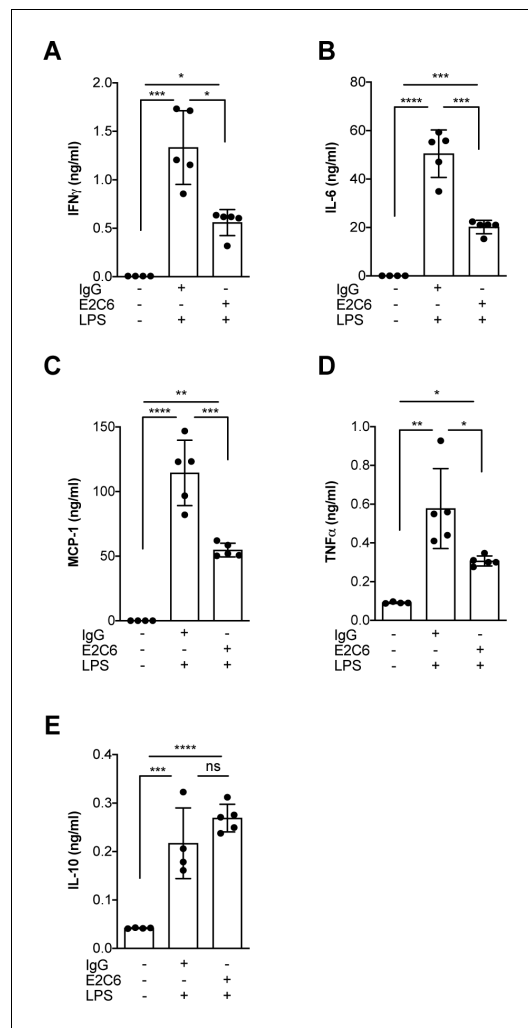 A
*
*** *
2.0
1.5
1.0
0.5
0.0
IFNγ (ng/ml)
IgG - + -
E2C6 - - +
LPS - + +
B
***
**** ***
80
60
40
20
0
IL-6 (ng/ml)
IgG - + -
E2C6 - - +
LPS - + +
C
**
**** ***
150
100
50
0
MCP-1 (ng/ml)
IgG - + -
E2C6 - - +
LPS - + +
D
*
** *
1.0
0.8
0.6
0.4
0.2
0.0
TNFα (ng/ml)
IgG - + -
E2C6 - - +
LPS - + +
E
****
*** ns
0.4
0.3
0.2
0.1
0.0
IL-10 (ng/ml)
IgG - + -
E2C6 - - +
LPS - + +